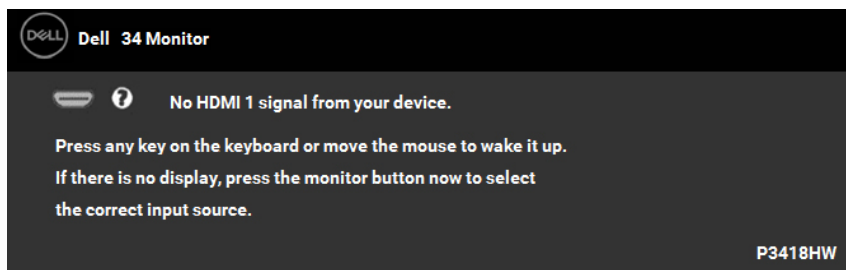 DELL Dell 34 Monitor
? No HDMI 1 signal from your device.
Press any key on the keyboard or move the mouse to wake it up.
If there is no display, press the monitor button now to select
the correct input source.
P3418HW